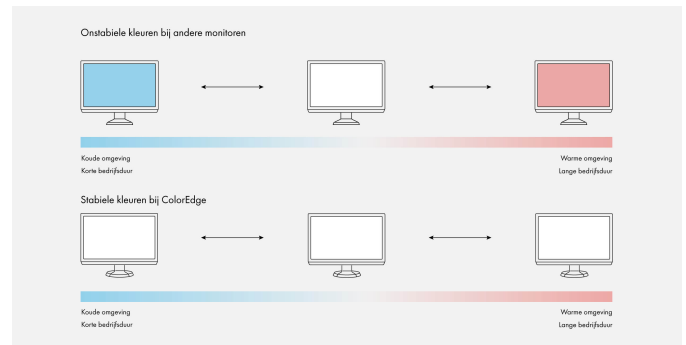 Onstabiele kleuren bij andere monitoren
Koude omgeving
Korte bedrijfsduur
Warme omgeving
Lange bedrijfsduur
Stabiele kleuren bij ColorEdge
Koude omgeving
Korte bedrijfsduur
Warme omgeving
Lange bedrijfsduur